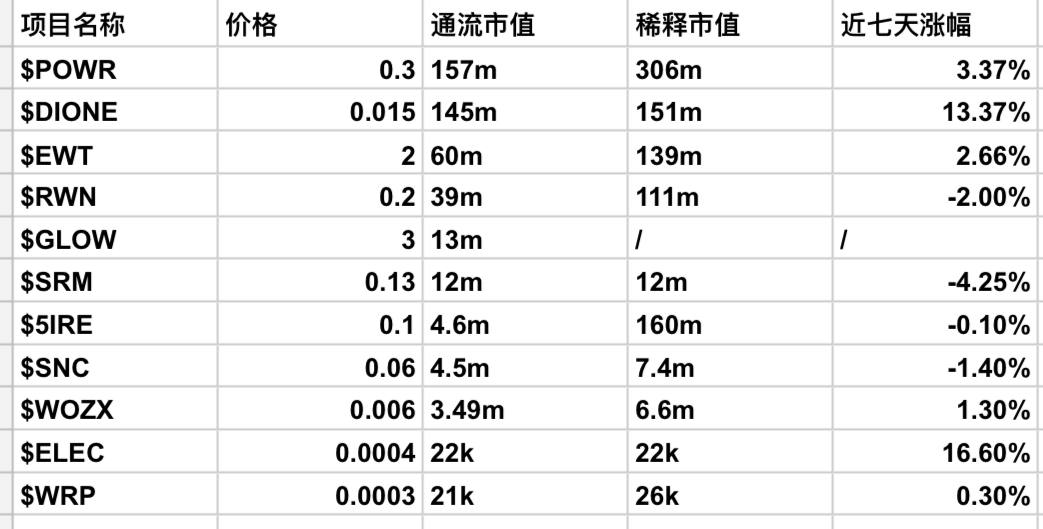 项目名称 价格 通流市值 稀释市值 近七天涨幅
$POWR 0.3 157m 306m 3.37%
$DIONE 0.015 145m 151m 13.37%
$EWT 2 60m 139m 2.66%
$RWN 0.2 39m 111m -2.00%
$GLOW 3 13m / /
$SRM 0.13 12m 12m -4.25%
$5IRE 0.1 4.6m 160m -0.10%
$SNC 0.06 4.5m 7.4m -1.40%
$WOZX 0.006 3.49m 6.6m 1.30%
$ELEC 0.0004 22k 22k 16.60%
$WRP 0.0003 21k 26k 0.30%